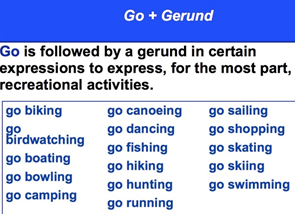 Go + Gerund
Go is followed by a gerund in certain
expressions to express, for the most part,
recreational activities.
go biking
go
birdwatching
go boating
go bowling
go camping
go canoeing
go dancing
go fishing
go hiking
go hunting
go running
go sailing
go shopping
go skating
go skiing
go swimming